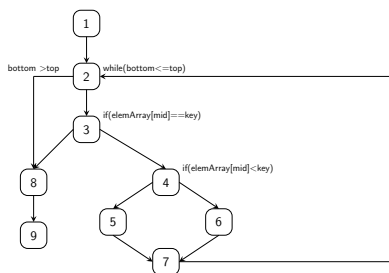 1
bottom >top
while(bottom<=top)
2
if(elemArray[mid]==key)
3
if(elemArray[mid]<key)
8
4
5
6
9
7